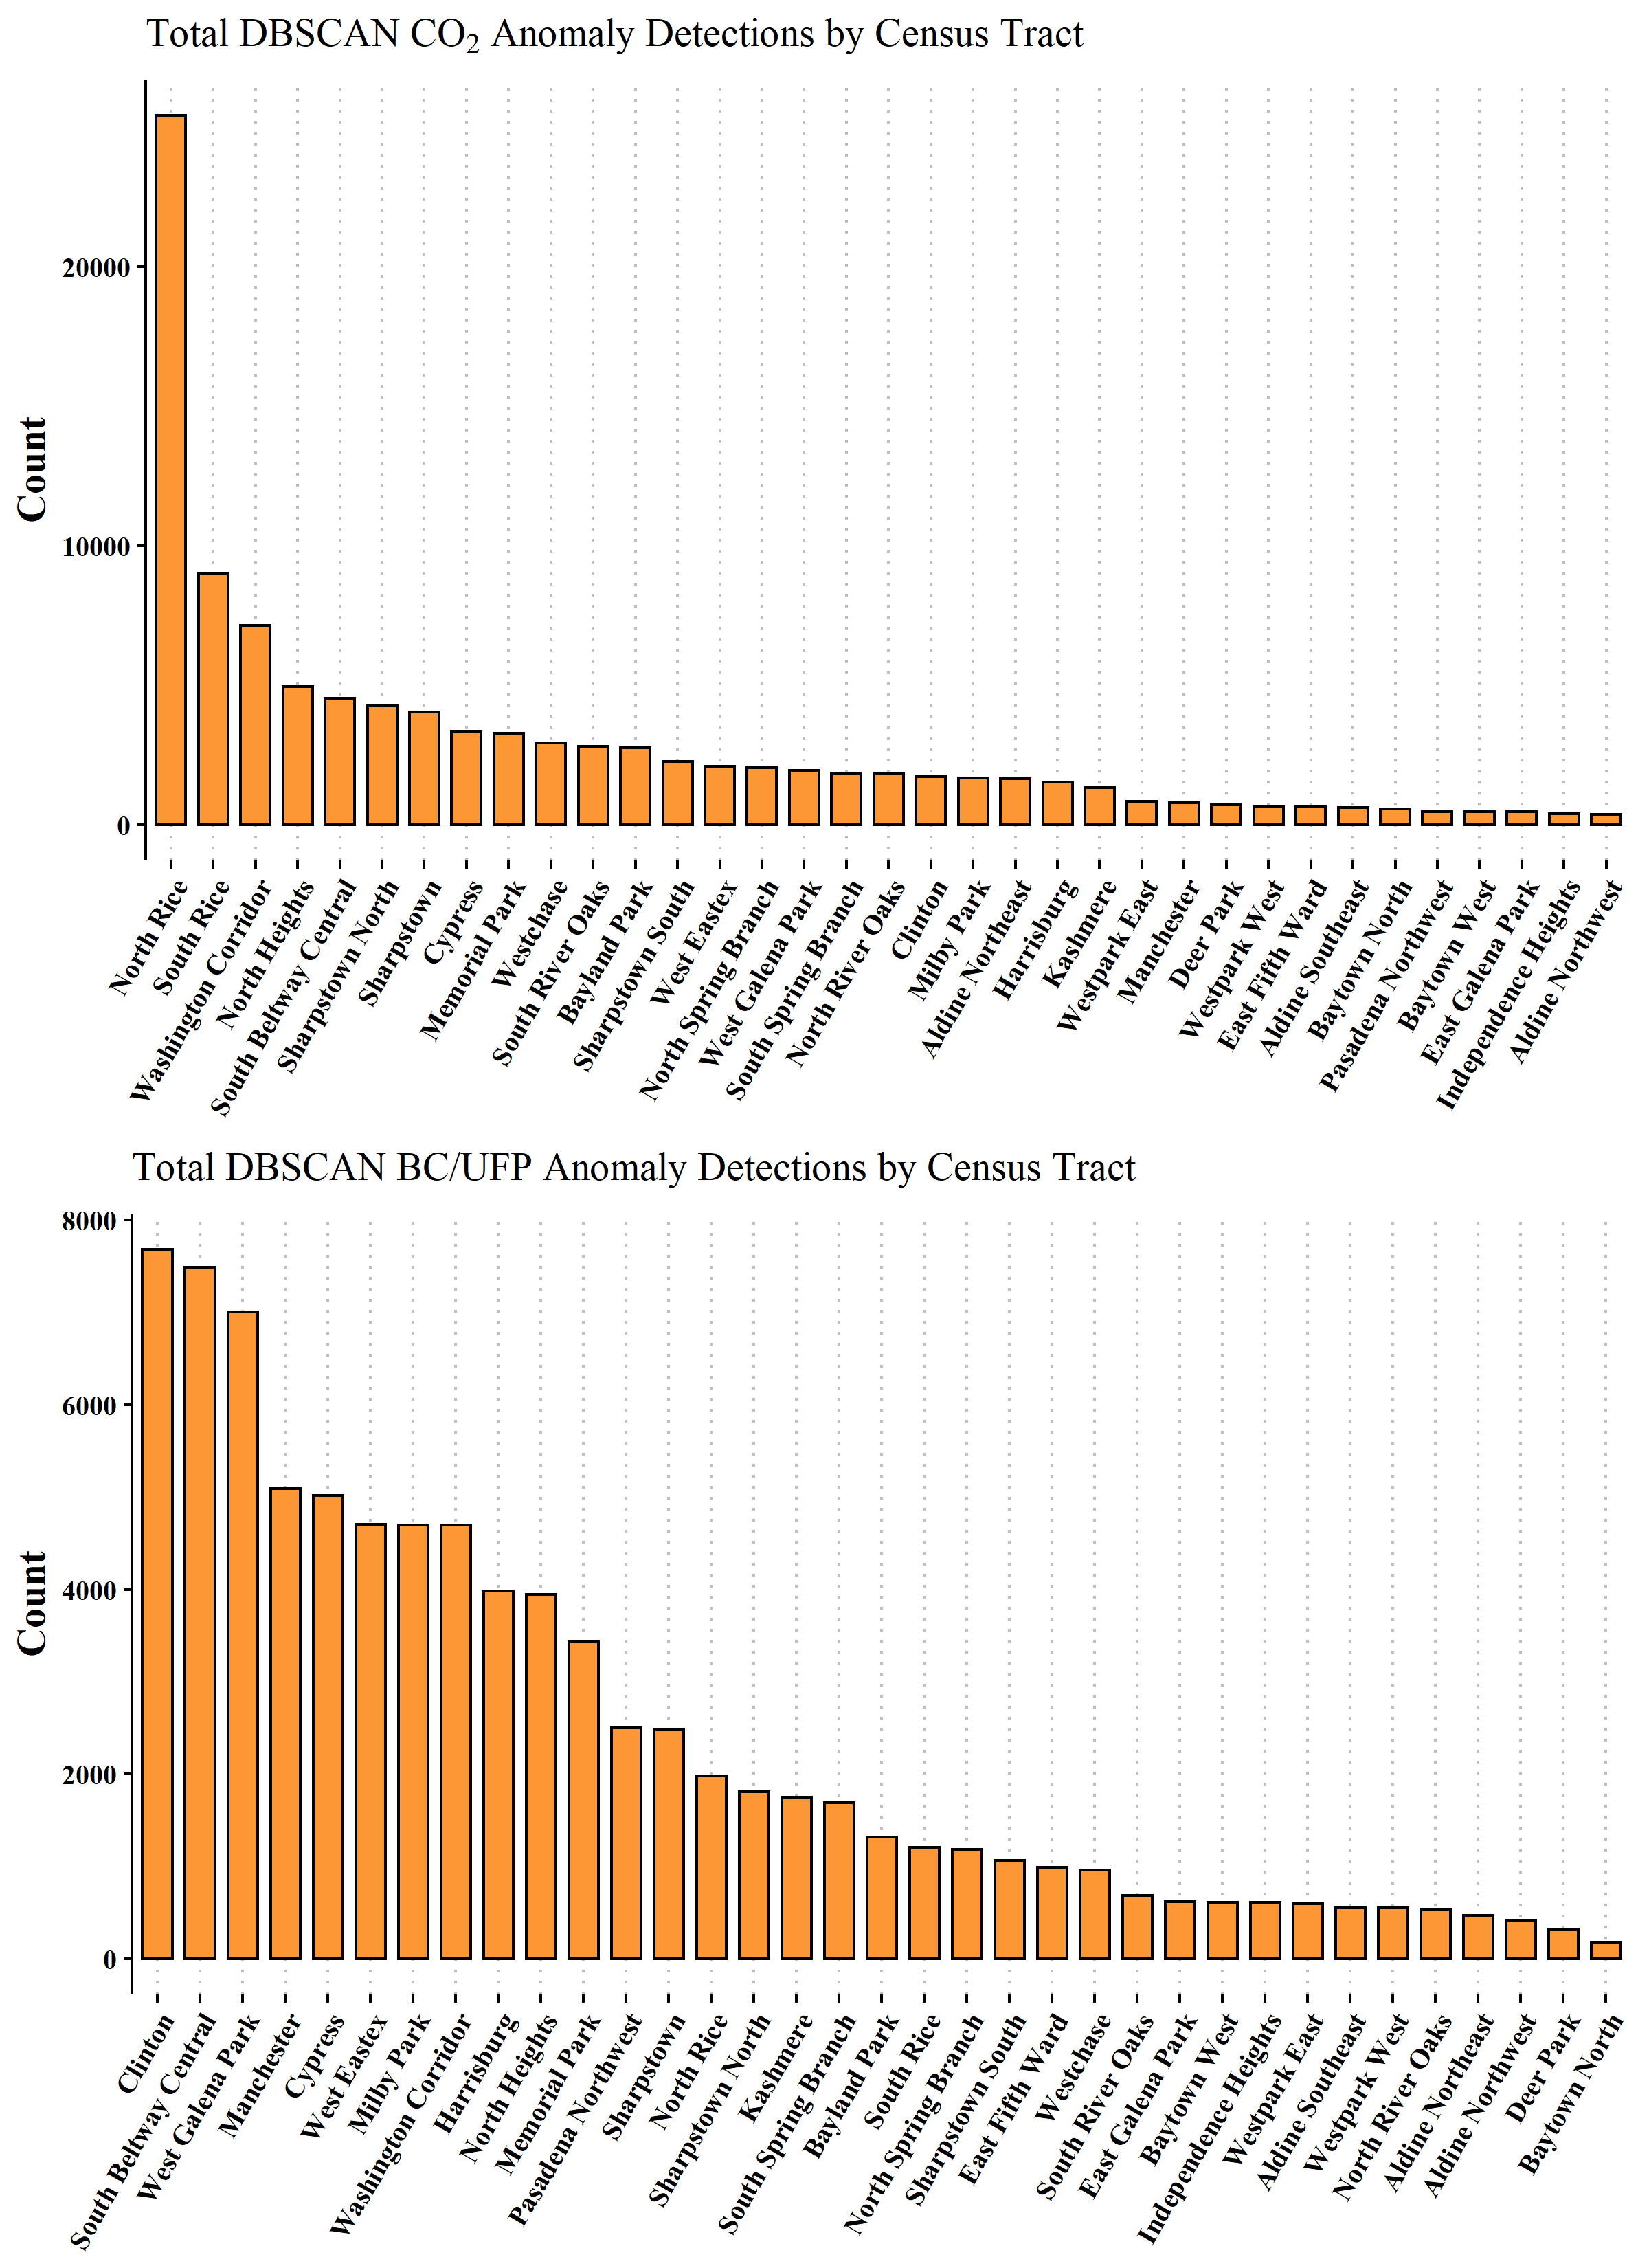 Total DBSCAN CO₂ Anomaly Detections by Census Tract
Count
20000
10000
0
North Rice
South Rice
Washington Corridor
North Heights
South Beltway Central
Sharpstown North
Sharpstown
Cypress
Memorial Park
Westchase
South River Oaks
Bayland Park
Sharpstown South
West Eastex
North Spring Branch
West Galena Park
South Spring Branch
North River Oaks
Clinton
Milby Park
Aldine Northeast
Harrisburg
Kashmere
Westpark East
Manchester
Deer Park
Westpark West
East Fifth Ward
Aldine Southeast
Baytown North
Pasadena Northwest
Baytown West
East Galena Park
Independence Heights
Aldine Northwest
Total DBSCAN BC/UFP Anomaly Detections by Census Tract
Count
8000
6000
4000
2000
0
Clinton
South Beltway Central
West Galena Park
Manchester
Cypress
West Eastex
Milby Park
Washington Corridor
Harrisburg
North Heights
Memorial Park
Pasadena Northwest
Sharpstown
North Rice
Sharpstown North
Kashmere
South Spring Branch
Bayland Park
South Rice
North Spring Branch
Sharpstown South
East Fifth Ward
Westchase
South River Oaks
East Galena Park
Baytown West
Independence Heights
Westpark East
Aldine Southeast
Westpark West
North River Oaks
Aldine Northeast
Aldine Northwest
Deer Park
Baytown North